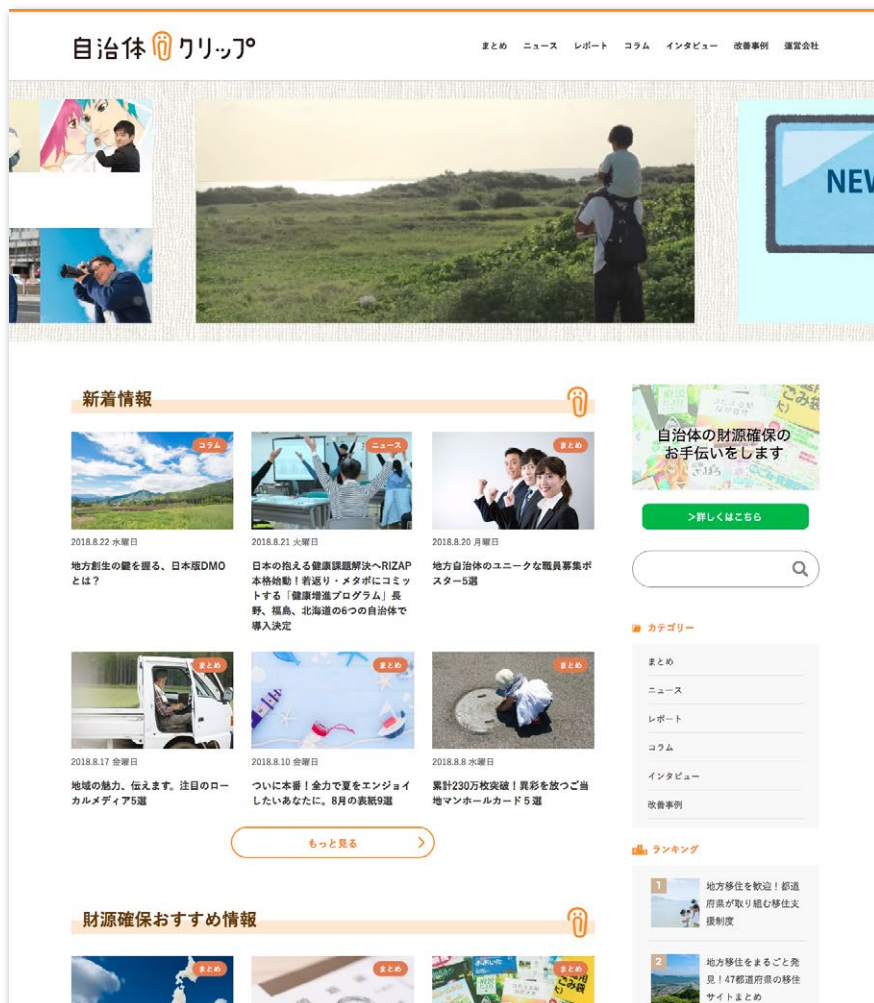 自治体クリップ
まとめ ニュース レポート コラム インタビュー 改善事例 運営会社
NEW
新着情報
コラム
2018.8.22 水曜日
地方創生の鍵を握る、日本版DMO
とは？
ニュース
2018.8.21 火曜日
日本の抱える健康課題解決へRIZAP
本格始動！若返り・メタボにコミッ
トする「健康増進プログラム」長
野、福島、北海道の6つの自治体で
導入決定
まとめ
2018.8.20 月曜日
地方自治体のユニークな職員募集ポ
スター5選
まとめ
2018.8.17 金曜日
地域の魅力、伝えます。注目のロー
カルメディア5選
まとめ
2018.8.10 金曜日
ついに本番！全力で夏をエンジョイ
したいあなたに。8月の表紙9選
まとめ
2018.8.8 水曜日
累計230万枚突破！異彩を放つご当
地マンホールカード５選
もっと見る
財源確保おすすめ情報
まとめ
まとめ
まとめ
ごみ袋
自治体の財源確保の
お手伝いをします
>詳しくはこちら
カテゴリー
まとめ
ニュース
レポート
コラム
インタビュー
改善事例
ランキング
1
地方移住を歓迎！都道
府県が取り組む移住支
援制度
2
地方移住をまるごと発
見！47都道府県の移住
サイトまとめ